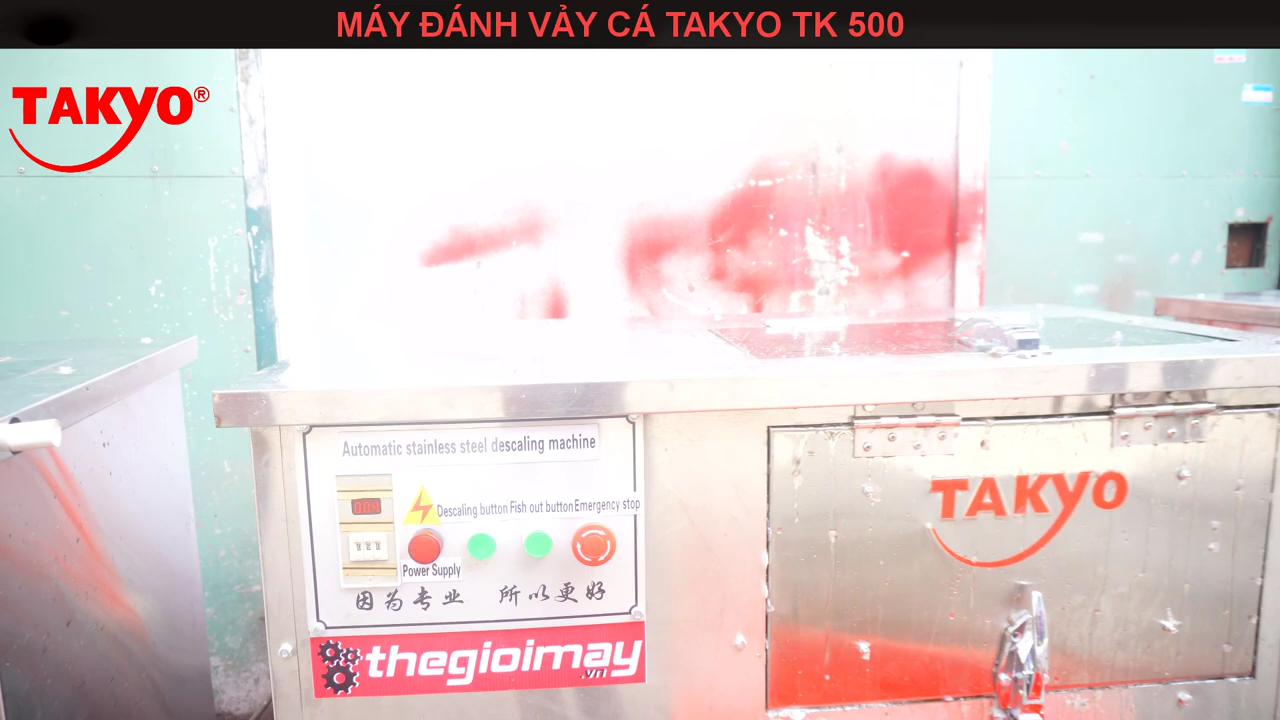 MÁY ĐÁNH VẢY CÁ TAKYO TK 500
TAKYO®
Automatic stainless steel descaling machine
Descaling button Fish out button Emergency stop
Power Supply
因为专业 所以更好
thegioimay
.vn
TAKYO